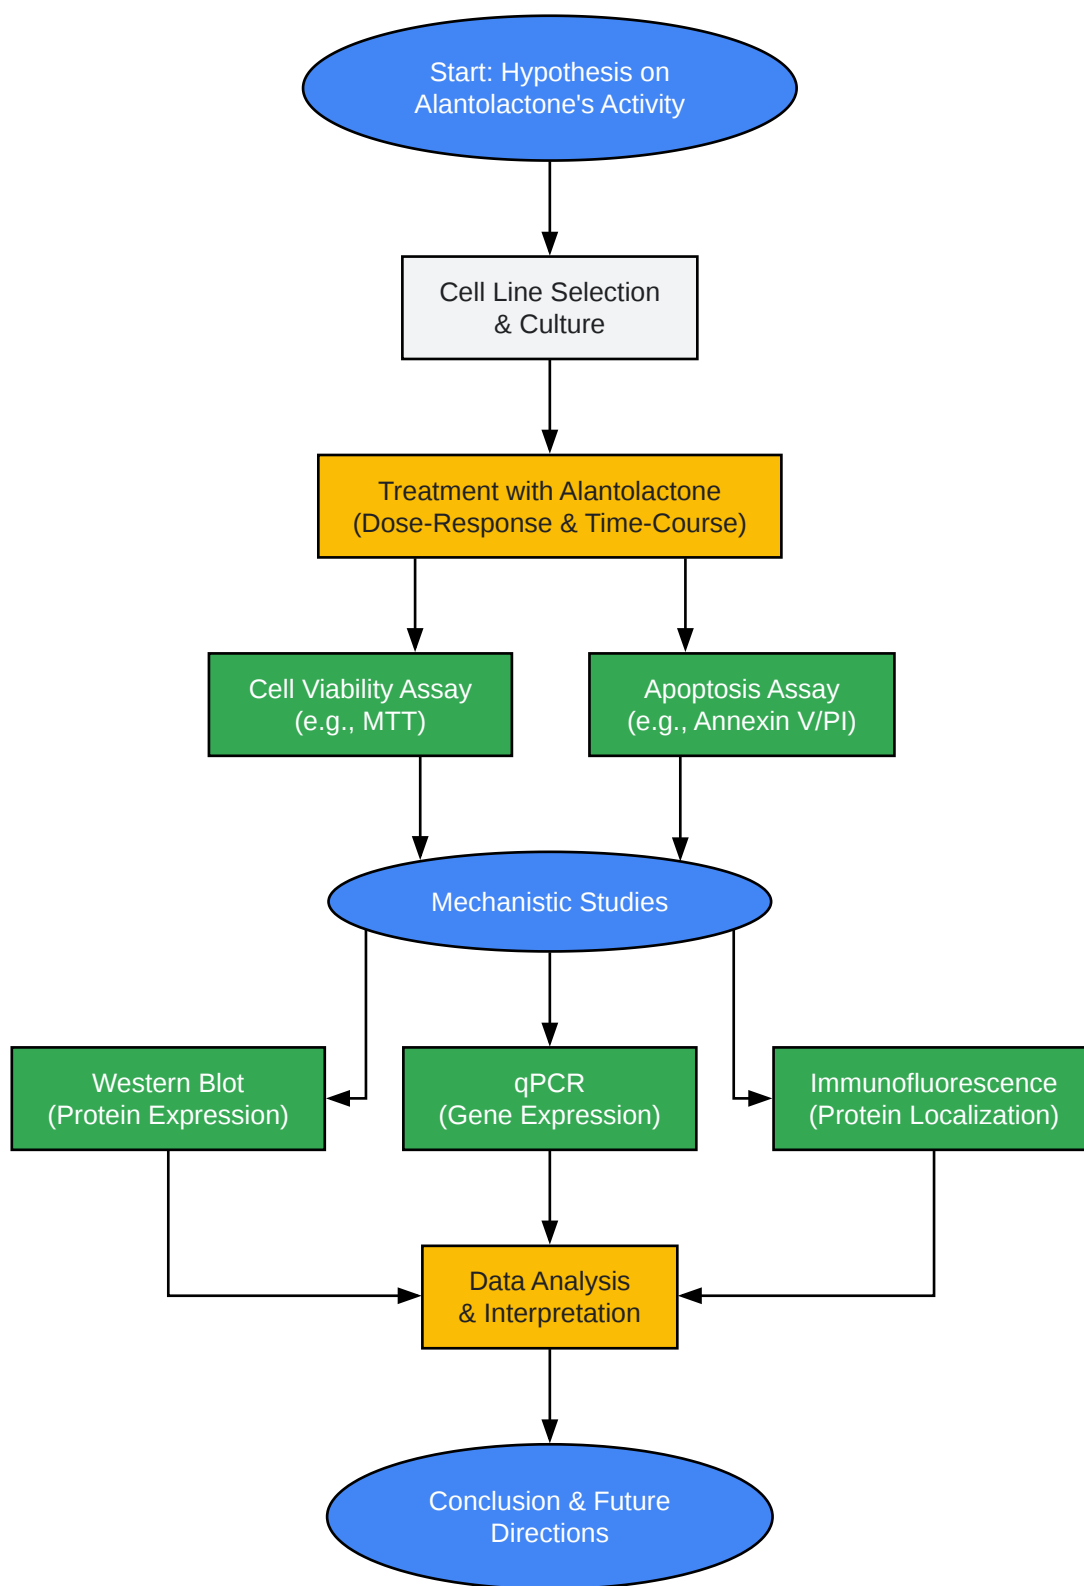 Start: Hypothesis on
Alantolactone's Activity
Cell Line Selection
& Culture
Treatment with Alantolactone
(Dose-Response & Time-Course)
Cell Viability Assay
(e.g., MTT)
Apoptosis Assay
(e.g., Annexin V/PI)
Mechanistic Studies
Western Blot
(Protein Expression)
qPCR
(Gene Expression)
Immunofluorescence
(Protein Localization)
Data Analysis
& Interpretation
Conclusion & Future
Directions